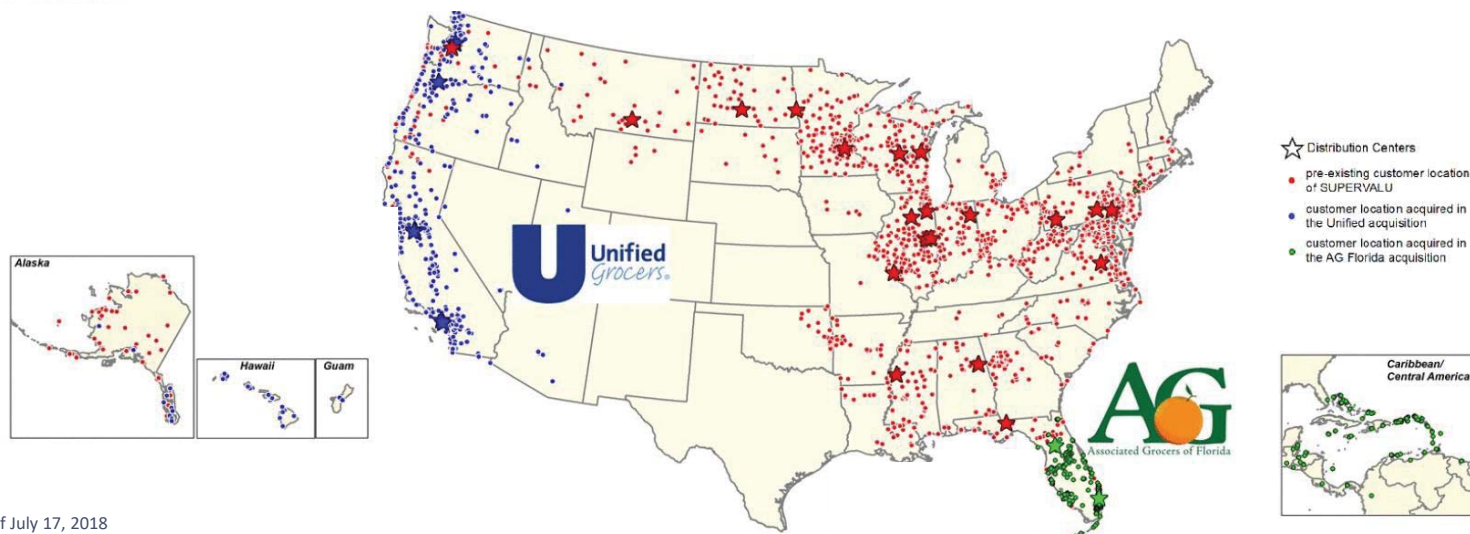 Distribution Centers
pre-existing customer location
of SUPERVALU
customer location acquired in
the Unified acquisition
customer location acquired in
the AG Florida acquisition
U Unified
Grocers®
Alaska
Hawaii
Guam
Caribbean/
Central America
AG
Associated Grocers of Florida
f July 17, 2018